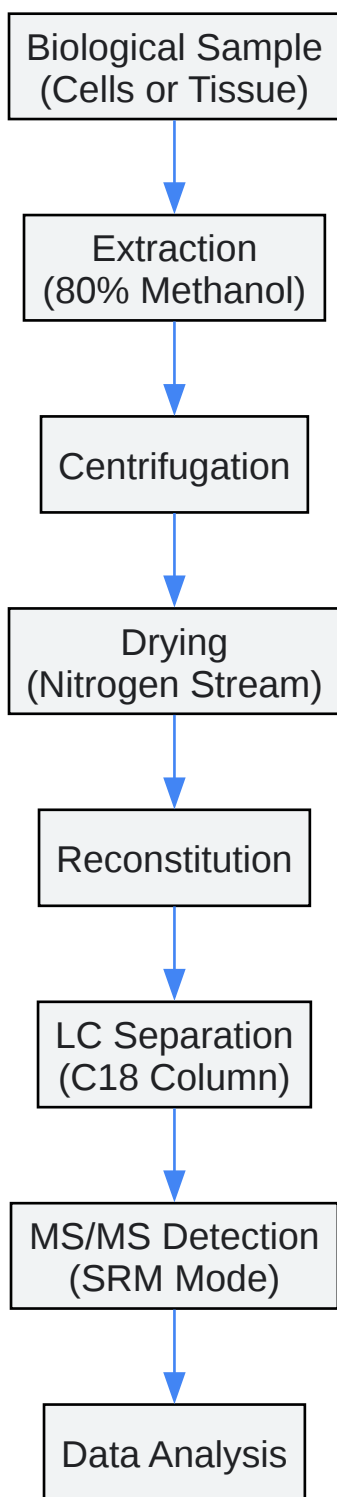 Biological Sample
(Cells or Tissue)
Extraction
(80% Methanol)
Centrifugation
Drying
(Nitrogen Stream)
Reconstitution
LC Separation
(C18 Column)
MS/MS Detection
(SRM Mode)
Data Analysis